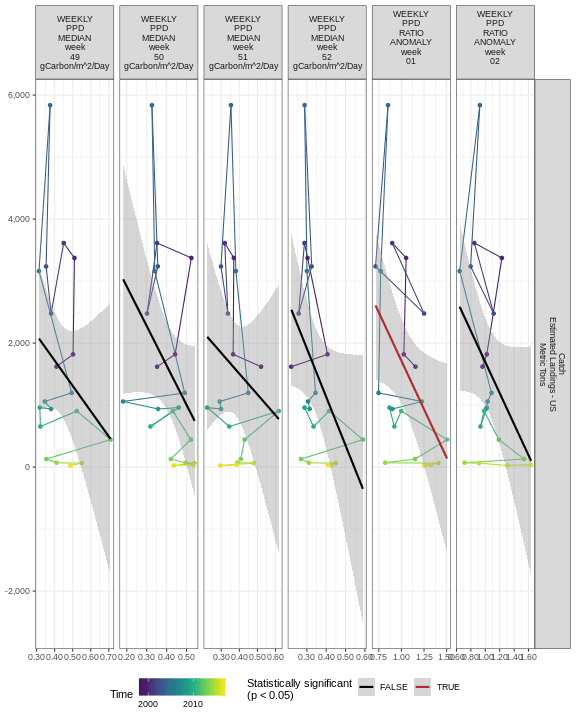 WEEKLY
PPD
MEDIAN
week
49
gCarbon/m^2/Day
WEEKLY
PPD
MEDIAN
week
50
gCarbon/m^2/Day
WEEKLY
PPD
MEDIAN
week
51
gCarbon/m^2/Day
WEEKLY
PPD
MEDIAN
week
52
gCarbon/m^2/Day
WEEKLY
PPD
RATIO
ANOMALY
week
01
WEEKLY
PPD
RATIO
ANOMALY
week
02
6,000
4,000
2,000
0
-2,000
Catch
Estimated Landings - US
Metric Tons
0.30 0.40 0.50 0.60 0.70
0.20 0.30 0.40 0.50
0.20 0.30 0.40 0.50 0.60
0.30 0.40 0.50 0.60
0.75 1.00 1.25 1.50
0.60 0.80 1.00 1.20 1.40 1.60
Time
2000 2010
Statistically significant
(p < 0.05)
FALSE
TRUE